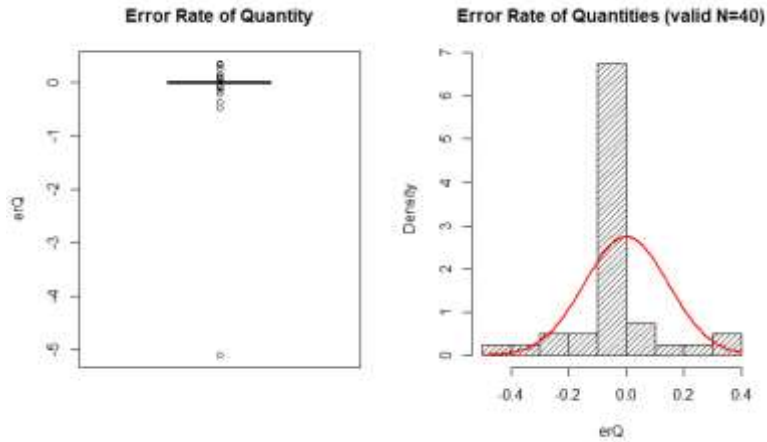 Error Rate of Quantity
erQ
0
-1
-2
-3
-4
-5
Error Rate of Quantities (valid N=40)
Density
7
6
5
4
3
2
1
0
-0.4 -0.2 0.0 0.2 0.4
erQ